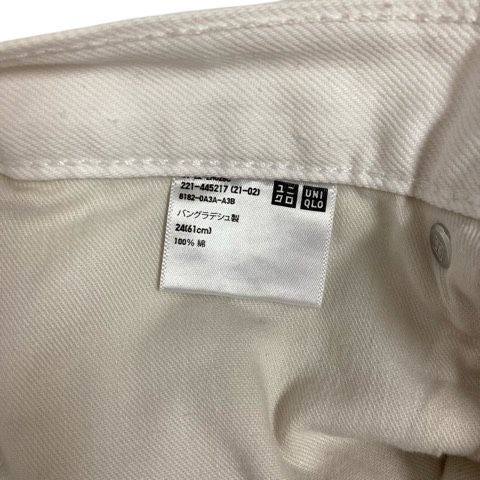 221-445217 (21-02)
6182-0A3A-A3B
バングラデシュ製
24(61cm)
100% 綿
ユニ
クロ
UNI
QLO